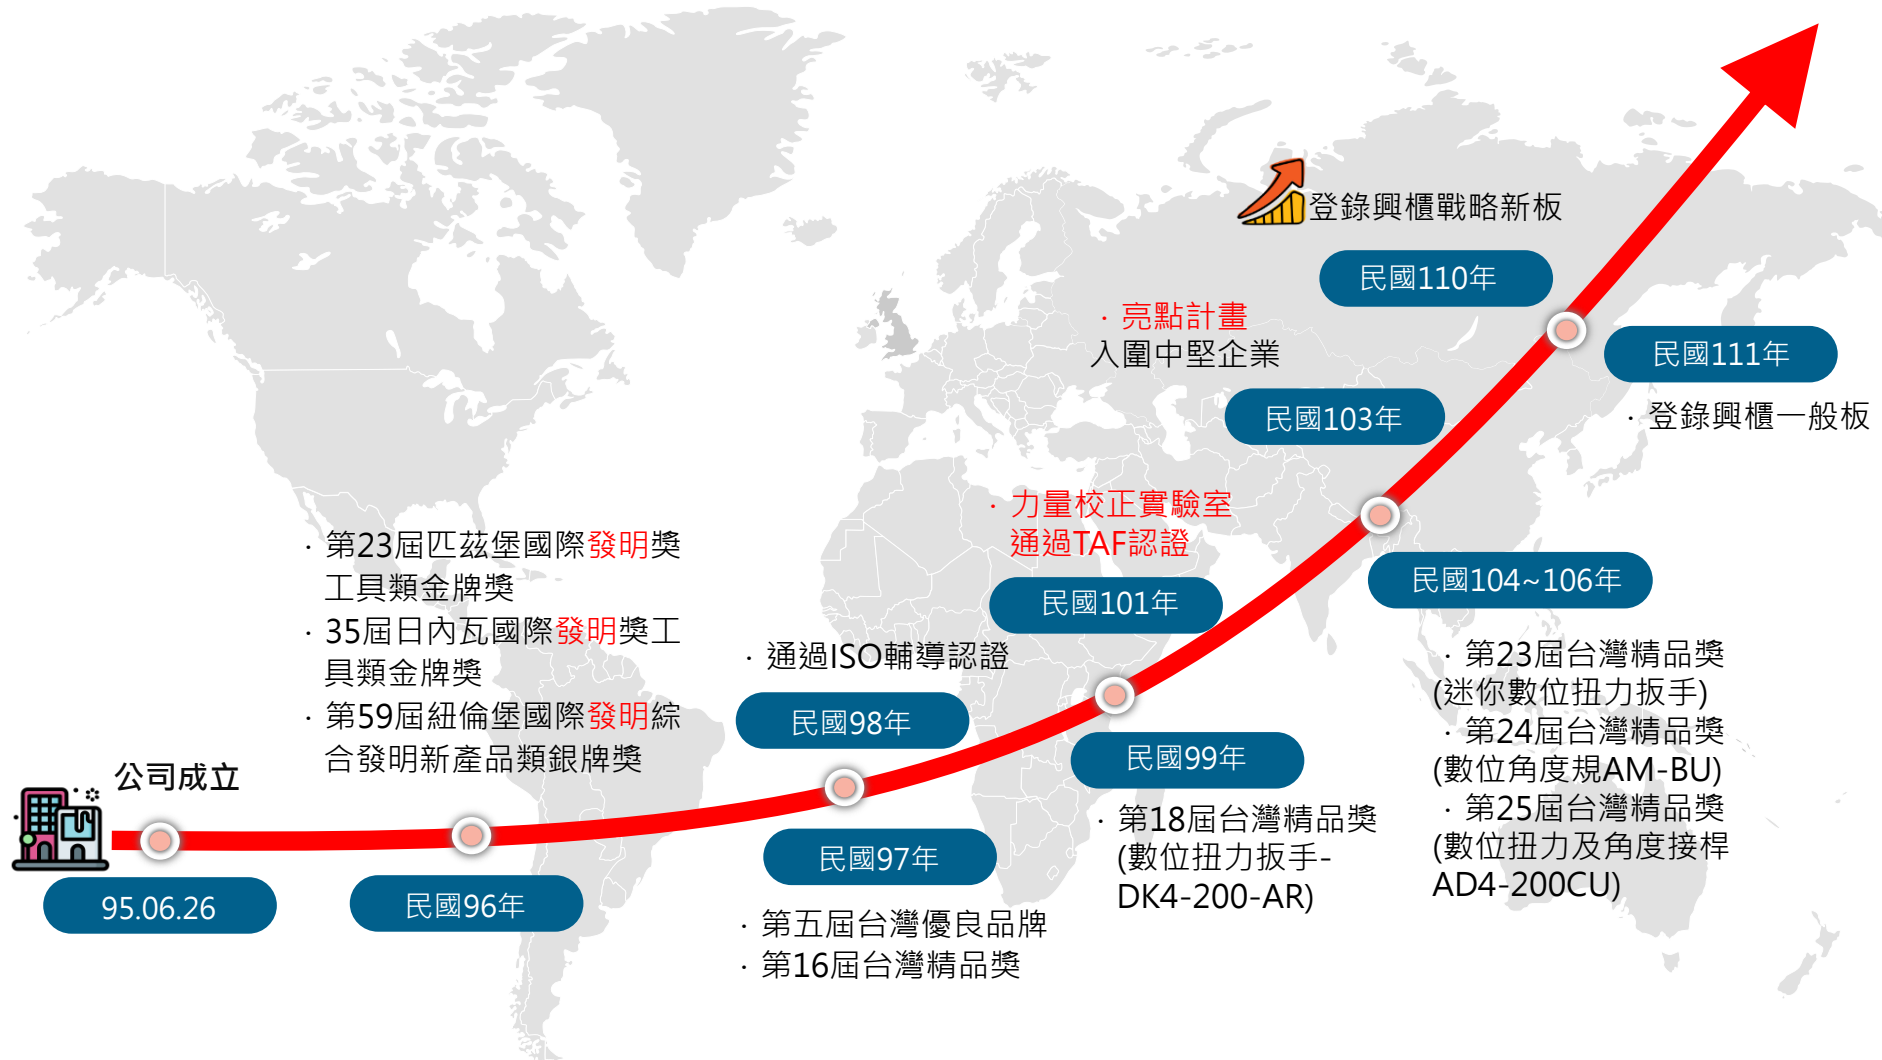 公司成立
95.06.26
· 第23屆匹茲堡國際發明獎
工具類金牌獎
· 35屆日內瓦國際發明獎工
具類金牌獎
· 第59屆紐倫堡國際發明綜
合發明新產品類銀牌獎
民國96年
民國97年
· 第五屆台灣優良品牌
· 第16屆台灣精品獎
· 通過ISO輔導認證
民國98年
民國99年
· 第18屆台灣精品獎
(數位扭力扳手-
DK4-200-AR)
· 力量校正實驗室
通過TAF認證
民國101年
· 亮點計畫
入圍中堅企業
民國103年
民國104~106年
· 第23屆台灣精品獎
(迷你數位扭力扳手)
· 第24屆台灣精品獎
(數位角度規AM-BU)
· 第25屆台灣精品獎
(數位扭力及角度接桿
AD4-200CU)
登錄興櫃戰略新板
民國110年
民國111年
· 登錄興櫃一般板